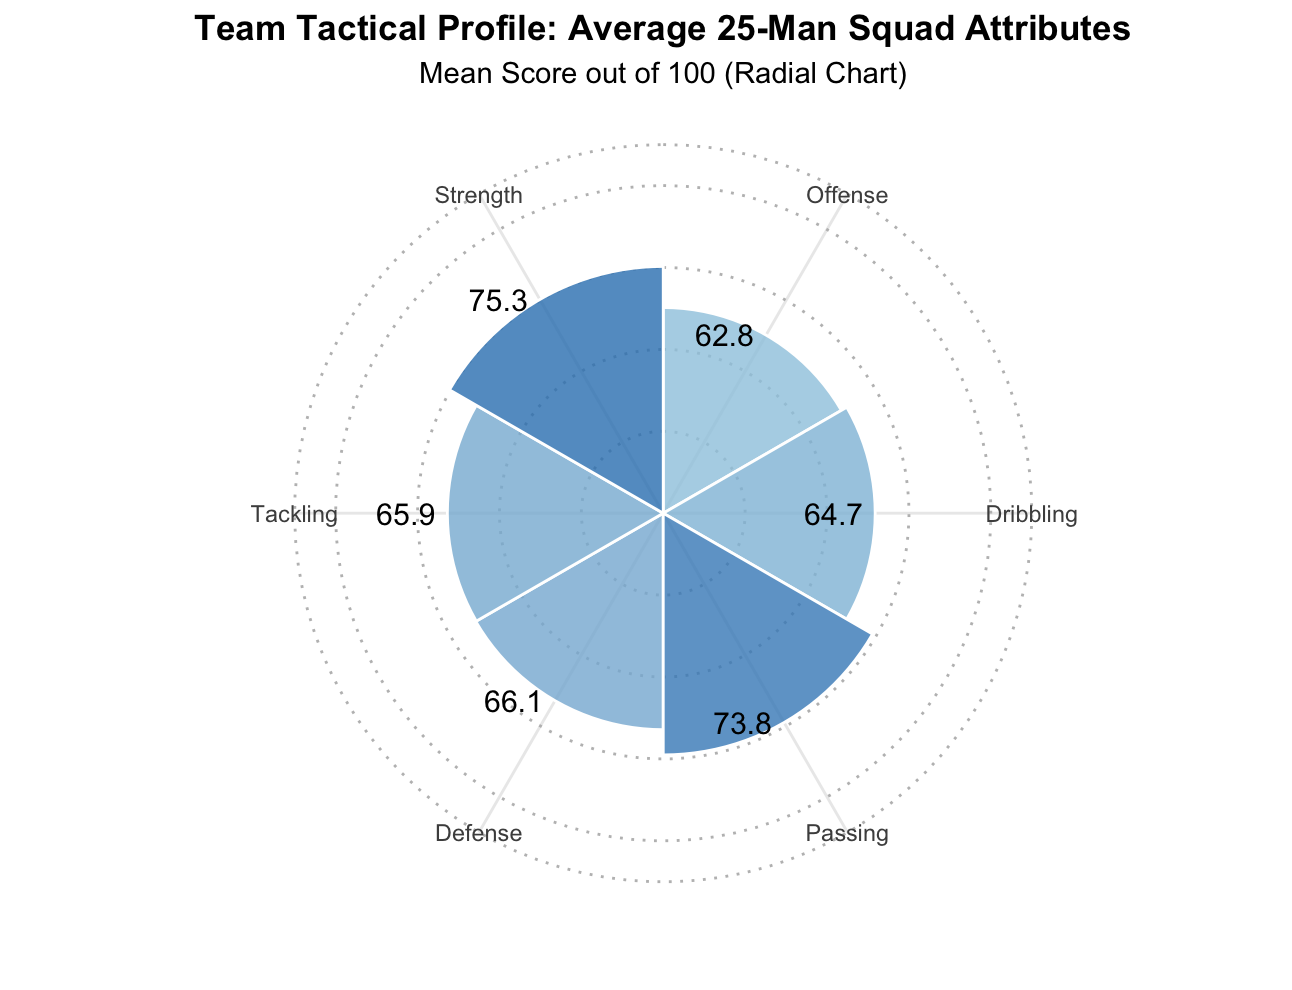 Team Tactical Profile: Average 25-Man Squad Attributes
Mean Score out of 100 (Radial Chart)
Strength
Offense
75.3
62.8
Tackling
65.9
64.7
Dribbling
66.1
73.8
Defense
Passing